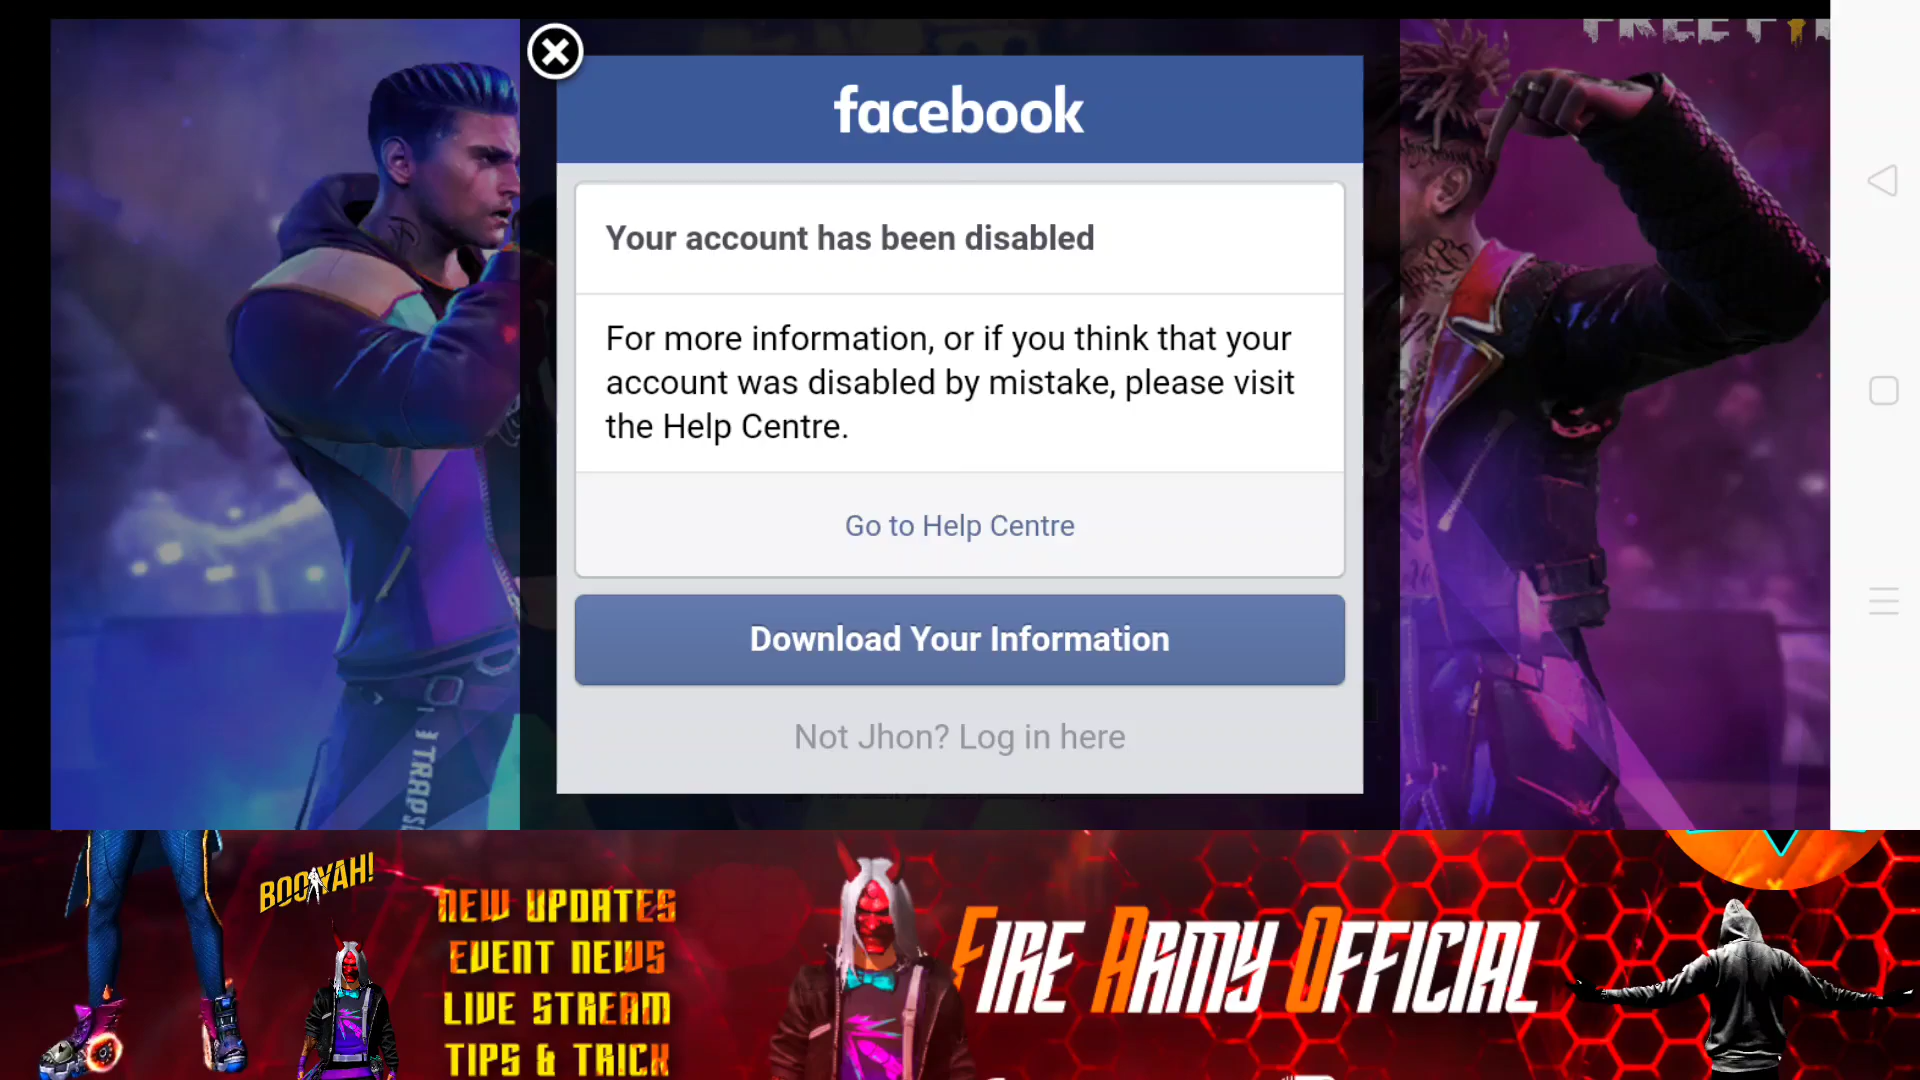 FREE FI
facebook
Your account has been disabled
For more information, or if you think that your
account was disabled by mistake, please visit
the Help Centre.
Go to Help Centre
Download Your Information
Not Jhon? Log in here
BOOYAH!
NEW UPDATES
EVENT NEWS
LIVE STREAM
TIPS & TRICK
FIRE ARMY OFFICIAL